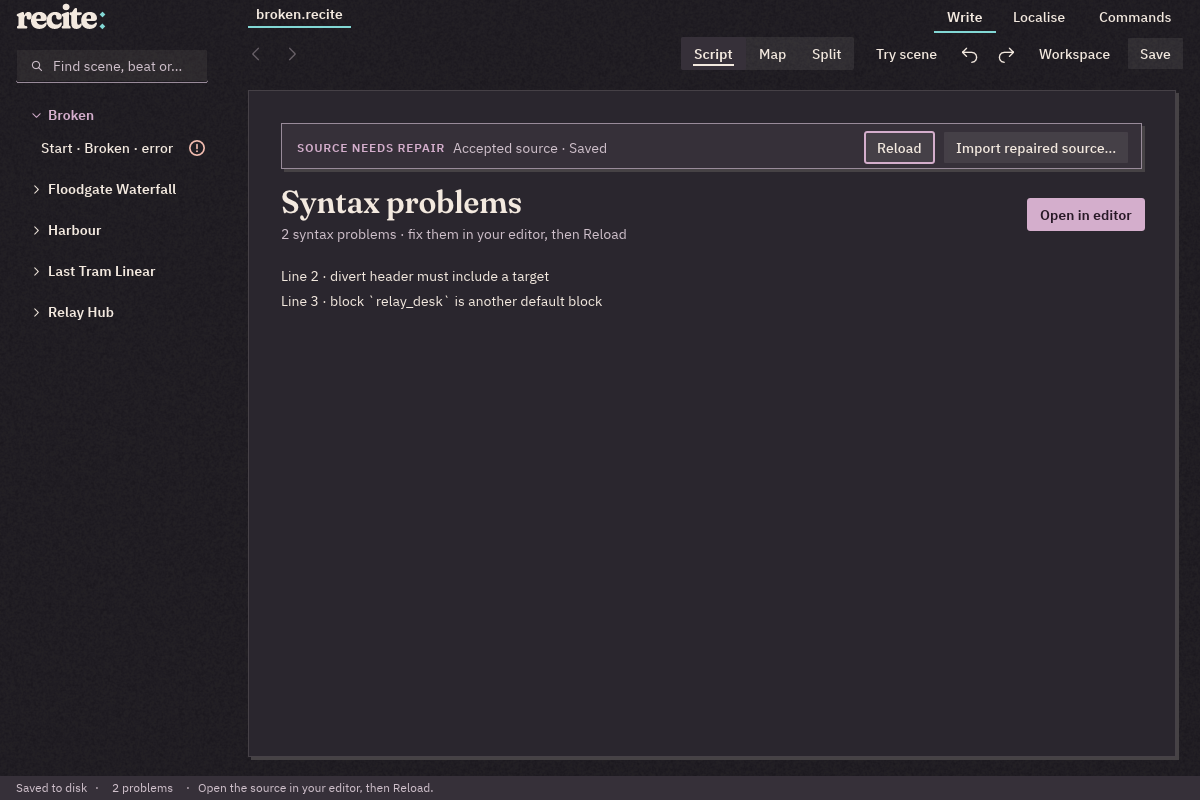 recite:
broken.recite
Write
Localise
Commands
Find scene, beat or...
Script
Map
Split
Try scene
Workspace
Save
Broken
Start · Broken · error
Floodgate Waterfall
Harbour
Last Tram Linear
Relay Hub
SOURCE NEEDS REPAIR Accepted source · Saved
Reload
Import repaired source...
Syntax problems
2 syntax problems · fix them in your editor, then Reload
Open in editor
Line 2 · divert header must include a target
Line 3 · block `relay_desk` is another default block
Saved to disk · 2 problems · Open the source in your editor, then Reload.